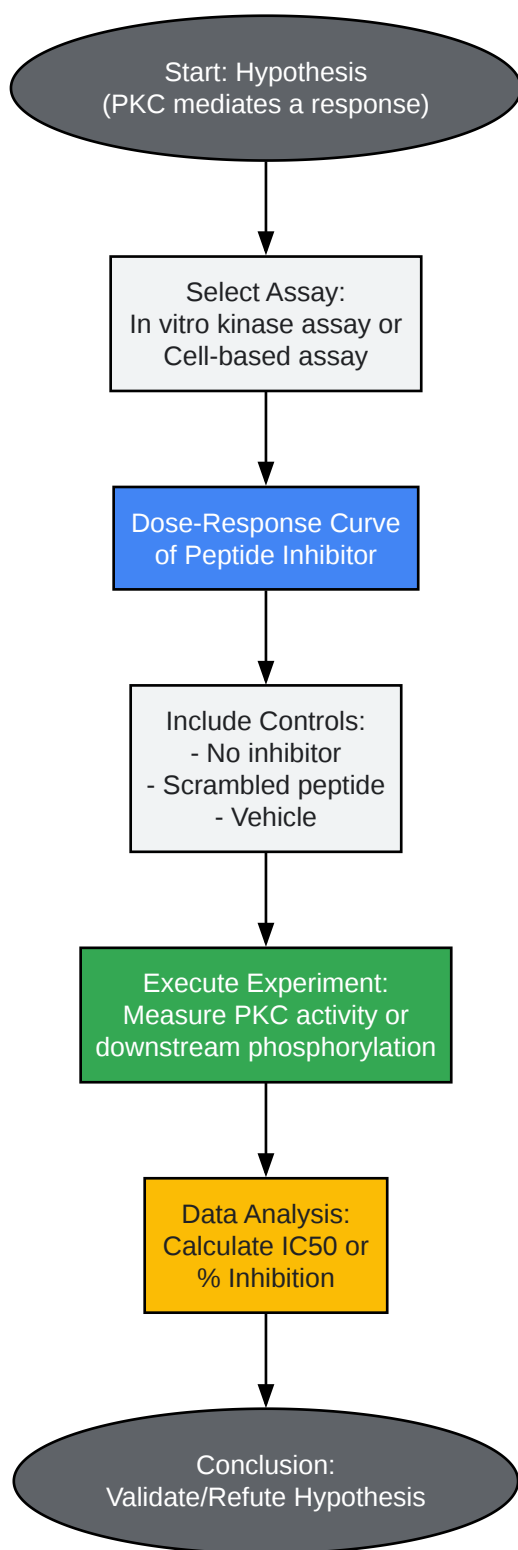 Start: Hypothesis
(PKC mediates a response)
Select Assay:
In vitro kinase assay or
Cell-based assay
Dose-Response Curve
of Peptide Inhibitor
Include Controls:
- No inhibitor
- Scrambled peptide
- Vehicle
Execute Experiment:
Measure PKC activity or
downstream phosphorylation
Data Analysis:
Calculate IC50 or
% Inhibition
Conclusion:
Validate/Refute Hypothesis